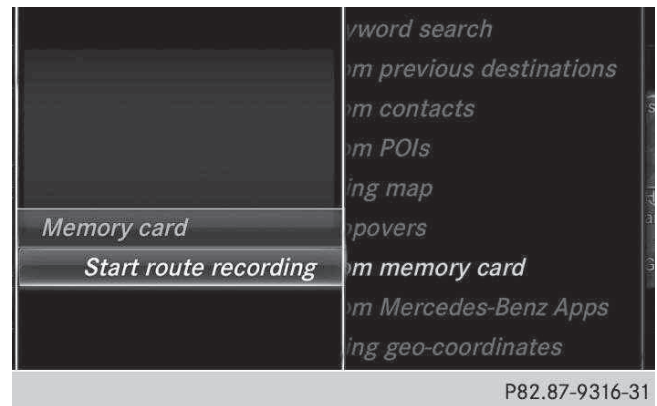 yword search
om previous destinations
om contacts
om POIs
ing map
opovers
om memory card
om Mercedes-Benz Apps
ing geo-coordinates
Memory card
Start route recording
P82.87-9316-31